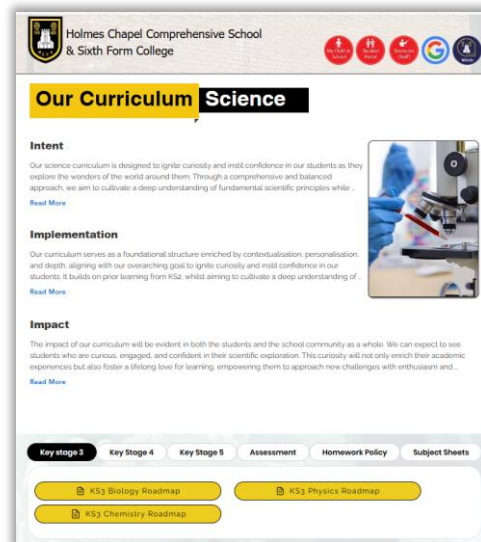 Holmes Chapel Comprehensive School
& Sixth Form College
Our Curriculum Science
Intent
Our science curriculum is designed to ignite curiosity and instil confidence in our students as they
explore the wonders of the world around them. Through a comprehensive and balanced
approach, we aim to cultivate a deep understanding of fundamental scientific principles while ..
Read More
Implementation
Our curriculum serves as a foundational structure enriched by contextualisation, personalisation,
and depth, aligning with our overarching goal to ignite curiosity and instil confidence in our
students. It builds on prior learning from KS2, whilst aiming to cultivate a deep understanding of ..
Read More
Impact
The impact of our curriculum will be evident in both the students and the school community as a whole. We can expect to see
students who are curious, engaged, and confident in their scientific exploration. This curiosity will not only enrich their academic
experiences but also foster a lifelong love for learning, empowering them to approach new challenges with enthusiasm and ..
Read More
Key stage 3 Key Stage 4 Key Stage 5 Assessment Homework Policy Subject Sheets
KS3 Biology Roadmap KS3 Physics Roadmap
KS3 Chemistry Roadmap